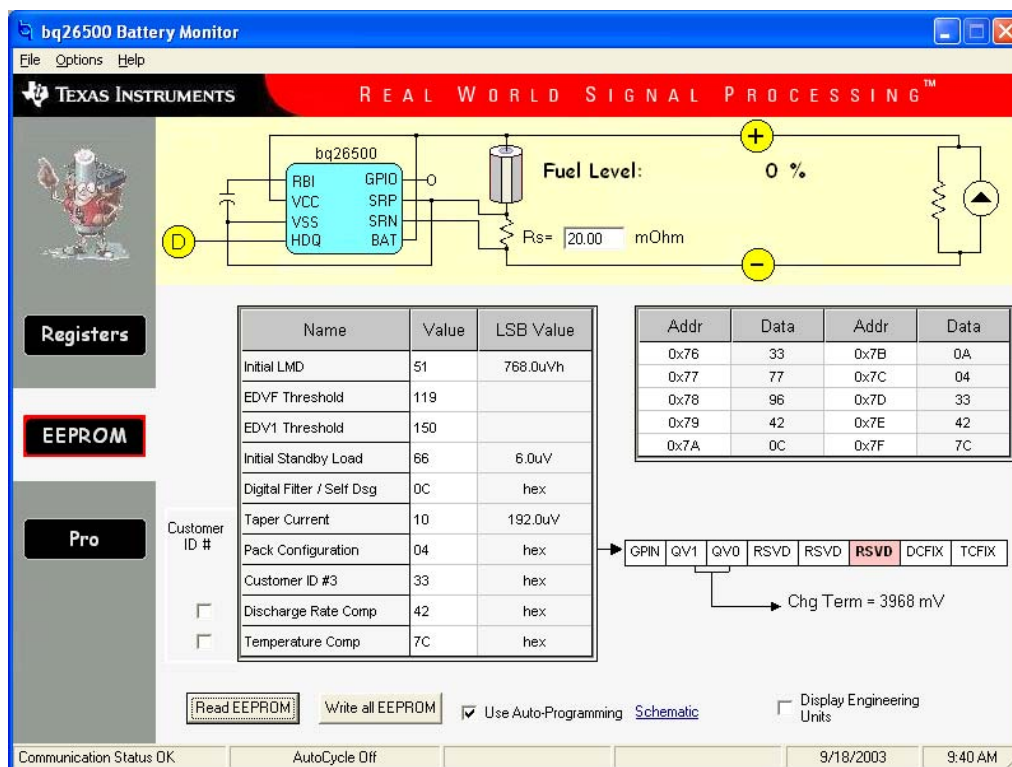 bq26500 Battery Monitor
File Options Help
TEXAS INSTRUMENTS
REAL WORLD SIGNAL PROCESSING™
bq26500
RBI GPIO
VCC SRP
VSS SRN
HDQ BAT
D
+
−
Fuel Level: 0 %
Rs= 20.00 mOhm
Registers
EEPROM
Pro
Customer
ID #
Name Value LSB Value
Initial LMD 51 768.0uVh
EDVF Threshold 119
EDV1 Threshold 150
Initial Standby Load 66 6.0uV
Digital Filter / Self Dsg 0C hex
Taper Current 10 192.0uV
Pack Configuration 04 hex
Customer ID #3 33 hex
Discharge Rate Comp 42 hex
Temperature Comp 7C hex
Addr Data Addr Data
0x76 33 0x7B 0A
0x77 77 0x7C 04
0x78 96 0x7D 33
0x79 42 0x7E 42
0x7A 0C 0x7F 7C
GPIN QV1 QV0 RSVD RSVD RSVD DCFIX TCFIX
Chg Term = 3968 mV
Read EEPROM Write all EEPROM Use Auto-Programming Schematic
Display Engineering
Units
Communication Status OK AutoCycle Off 9/18/2003 9:40 AM